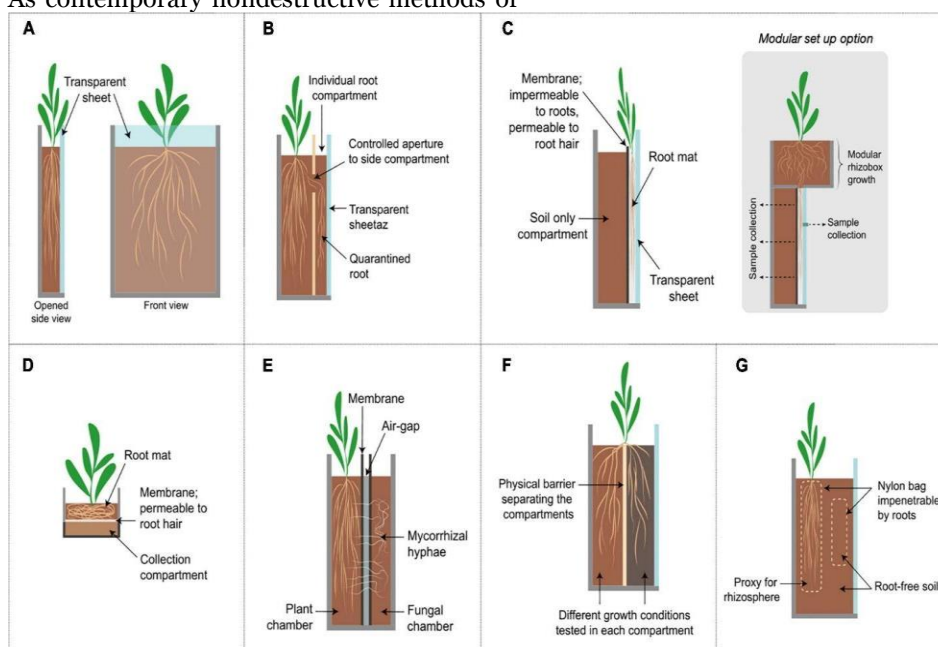 As contemporary nondestructive methods of
A
Transparent
sheet
Opened
side view
Front view
B
Individual root
compartment
Controlled aperture
to side compartment
Transparent
sheetaz
Quarantined
root
C
Membrane;
impermeable
to roots,
permeable to
root hair
Root mat
Soil only
compartment
Transparent
sheet
Modular set up option
Modular
rhizobox
growth
Sample collection
Sample
collection
D
Root mat
Membrane;
permeable to
root hair
Collection
compartment
E
Membrane
Air-gap
Mycorrhizal
hyphae
Plant
chamber
Fungal
chamber
F
Physical barrier
separating the
compartments
Different growth conditions
tested in each compartment
G
Nylon bag
impenetrable
by roots
Proxy for
rhizosphere
Root-free soil